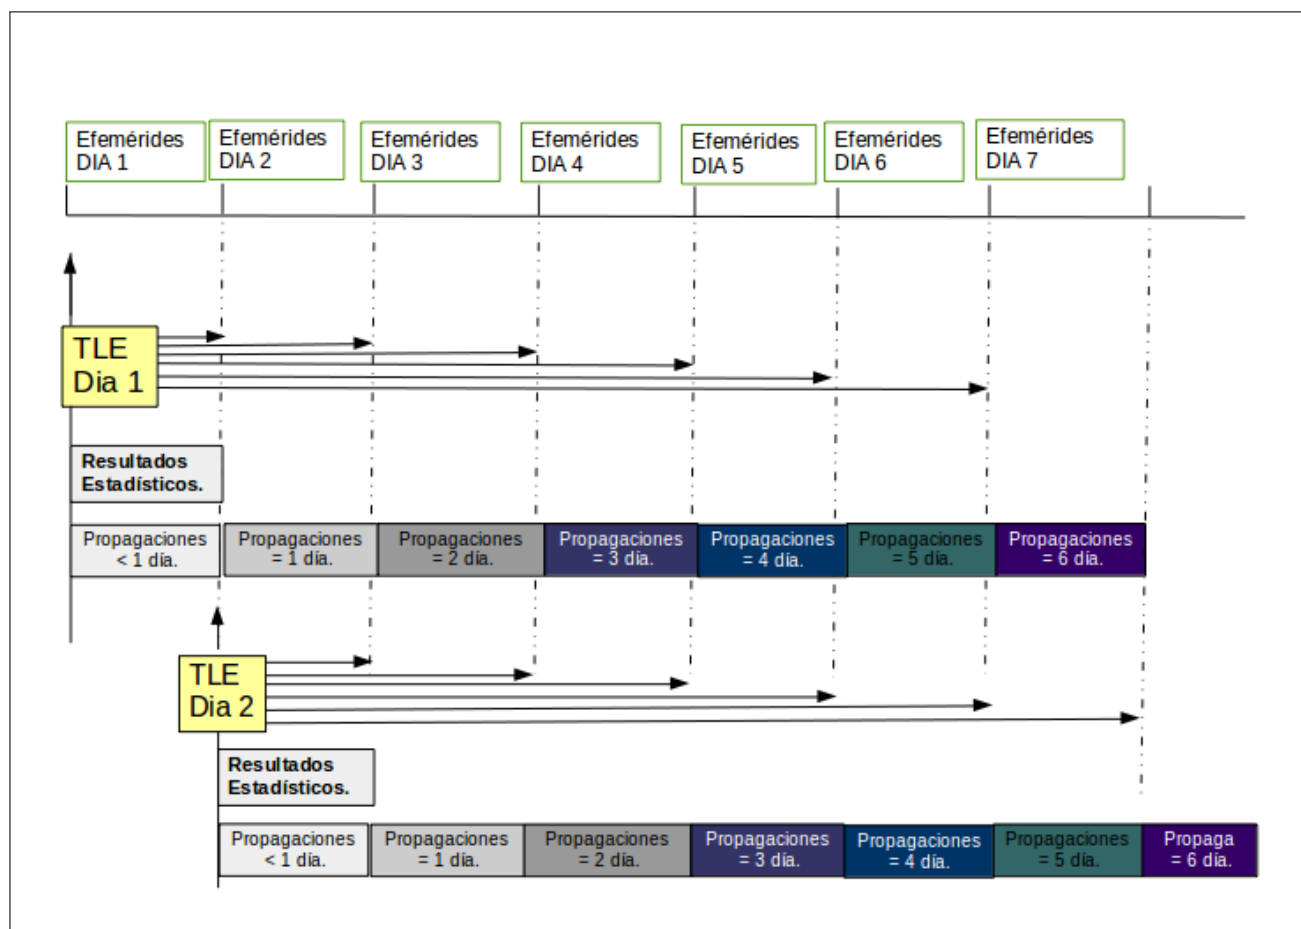 Efemérides
DIA 1
Efemérides
DIA 2
Efemérides
DIA 3
Efemérides
DIA 4
Efemérides
DIA 5
Efemérides
DIA 6
Efemérides
DIA 7
TLE
Dia 1
Resultados
Estadísticos.
Propagaciones
< 1 día.
Propagaciones
= 1 día.
Propagaciones
= 2 día.
Propagaciones
= 3 día.
Propagaciones
= 4 día.
Propagaciones
= 5 día.
Propagaciones
= 6 día.
TLE
Dia 2
Resultados
Estadísticos.
Propagaciones
< 1 día.
Propagaciones
= 1 día.
Propagaciones
= 2 día.
Propagaciones
= 3 día.
Propagaciones
= 4 día.
Propagaciones
= 5 día.
Propaga
= 6 día.